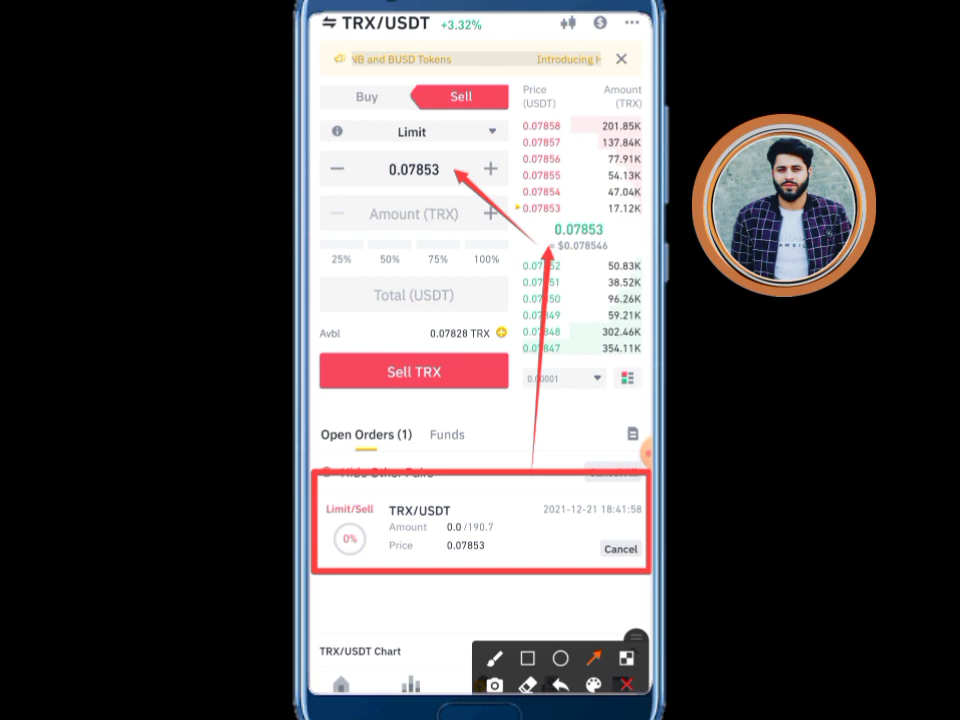 TRX/USDT +3.32%
NB and BUSD Tokens Introducing
Buy Sell
Limit
0.07853
Amount (TRX)
25% 50% 75% 100%
Total (USDT)
Avbl 0.07828 TRX
Sell TRX
Price (USDT) Amount (TRX)
0.07858 201.85K
0.07857 137.84K
0.07856 77.91K
0.07855 54.13K
0.07854 47.04K
0.07853 17.12K
0.07853
≈ $0.078546
50.83K
38.52K
96.26K
59.21K
302.46K
354.11K
0.00001
Open Orders (1) Funds
Hide Other Pairs
Limit/Sell TRX/USDT 2021-12-21 18:41:58
0% Amount 0.0 /190.7
Price 0.07853 Cancel
TRX/USDT Chart